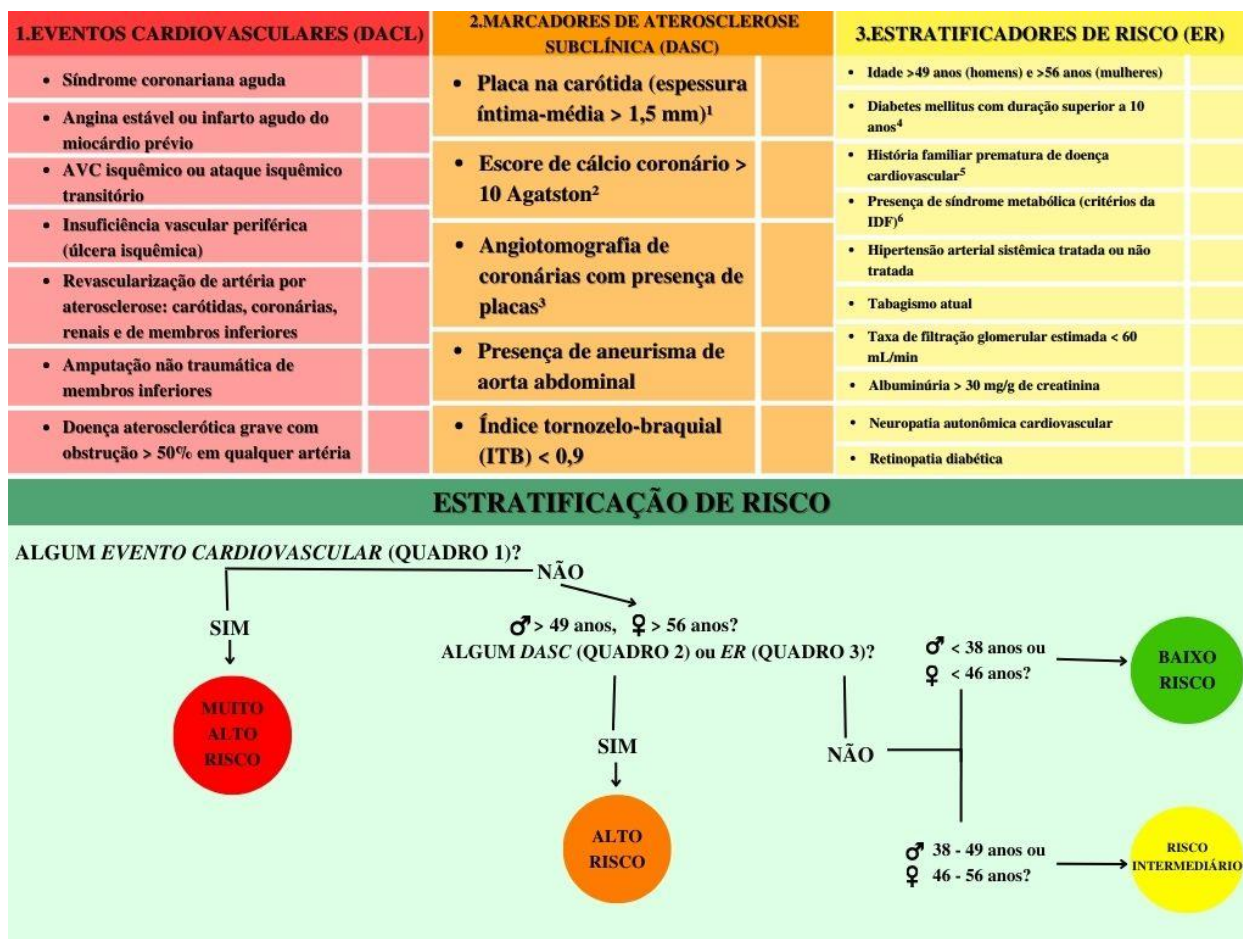 1.EVENTOS CARDIOVASCULARES (DACL)
• Síndrome coronariana aguda
• Angina estável ou infarto agudo do
miocárdio prévio
• AVC isquêmico ou ataque isquêmico
transitório
• Insuficiência vascular periférica
(úlcera isquêmica)
• Revascularização de artéria por
aterosclerose: carótidas, coronárias,
renais e de membros inferiores
• Amputação não traumática de
membros inferiores
• Doença aterosclerótica grave com
obstrução > 50% em qualquer artéria
2.MARCADORES DE ATEROSCLEROSE
SUBCLÍNICA (DASC)
• Placa na carótida (espessura
íntima-média > 1,5 mm)¹
• Escore de cálcio coronário >
10 Agatston²
• Angiotomografia de
coronárias com presença de
placas³
• Presença de aneurisma de
aorta abdominal
• Índice tornozelo-braquial
(ITB) < 0,9
3.ESTRATIFICADORES DE RISCO (ER)
• Idade >49 anos (homens) e >56 anos (mulheres)
• Diabetes mellitus com duração superior a 10
anos⁴
• História familiar prematura de doença
cardiovascular⁵
• Presença de síndrome metabólica (critérios da
IDF)⁶
• Hipertensão arterial sistêmica tratada ou não
tratada
• Tabagismo atual
• Taxa de filtração glomerular estimada < 60
mL/min
• Albuminúria > 30 mg/g de creatinina
• Neuropatia autonômica cardiovascular
• Retinopatia diabética
ESTRATIFICAÇÃO DE RISCO
ALGUM EVENTO CARDIOVASCULAR (QUADRO 1)?
NÃO
SIM
MUITO
ALTO
RISCO
♂ > 49 anos, ♀ > 56 anos?
ALGUM DASC (QUADRO 2) ou ER (QUADRO 3)?
SIM
ALTO
RISCO
NÃO
♂ < 38 anos ou
♀ < 46 anos?
BAIXO
RISCO
♂ 38 - 49 anos ou
♀ 46 - 56 anos?
RISCO
INTERMEDIÁRIO